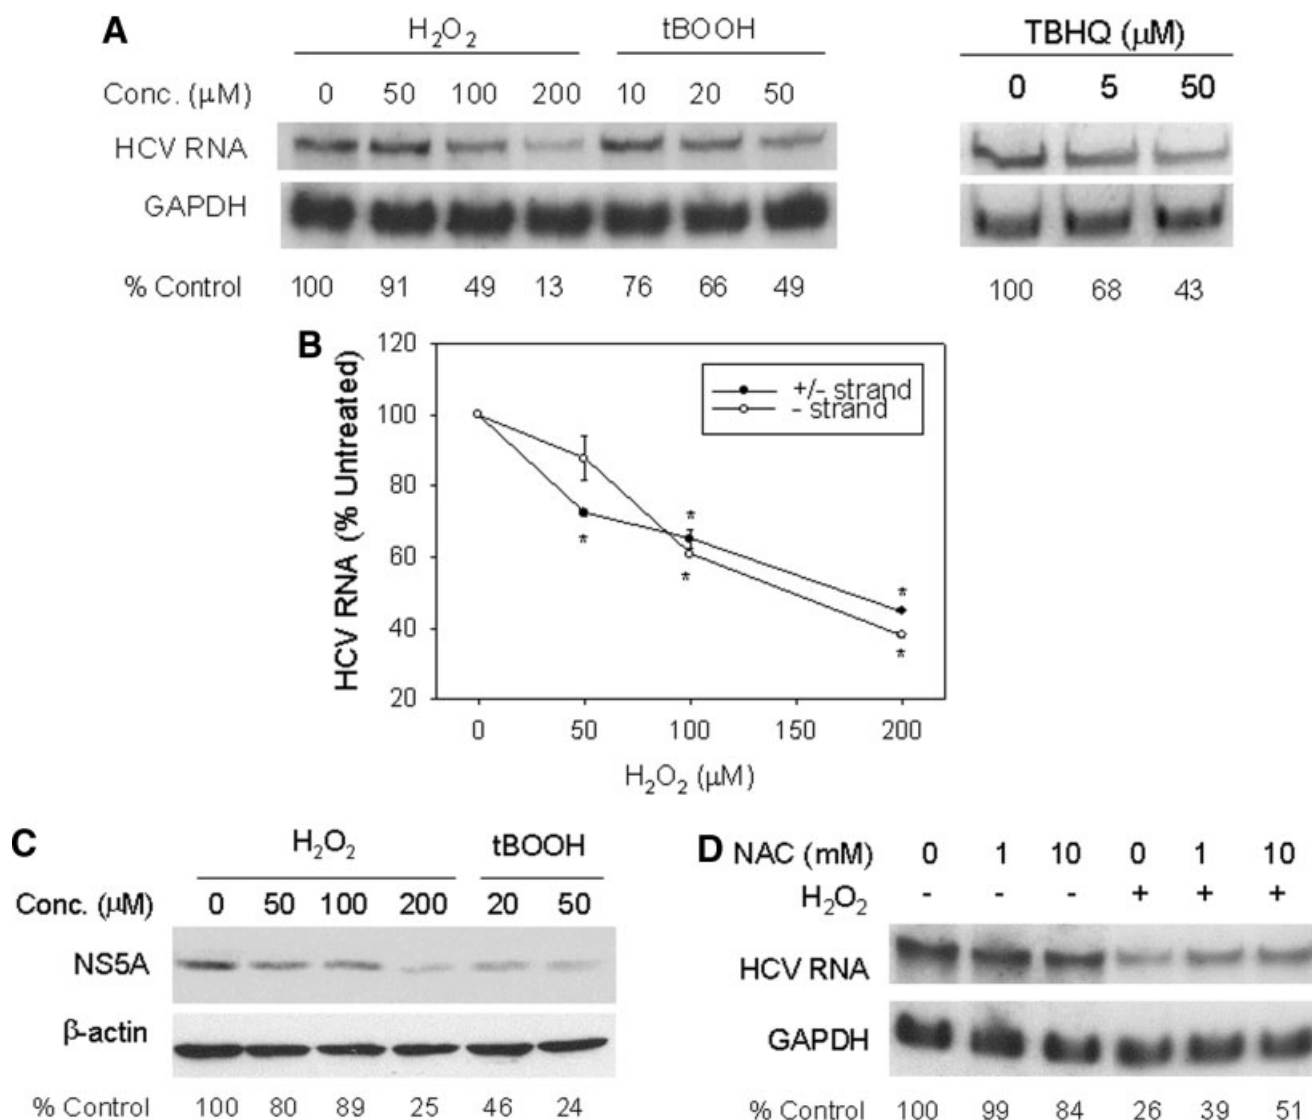 A
H₂O₂ tBOOH TBHQ (μM)
Conc. (μM) 0 50 100 200 10 20 50 0 5 50
HCV RNA
GAPDH
% Control 100 91 49 13 76 66 49 100 68 43
B
HCV RNA (% Untreated)
120
100
80
60
40
20
+/- strand
- strand
*
*
*
*
*
0 50 100 150 200
H₂O₂ (μM)
C
H₂O₂ tBOOH
Conc. (μM) 0 50 100 200 20 50
NS5A
β-actin
% Control 100 80 89 25 46 24
D NAC (mM) 0 1 10 0 1 10
H₂O₂ - - - + + +
HCV RNA
GAPDH
% Control 100 99 84 26 39 51